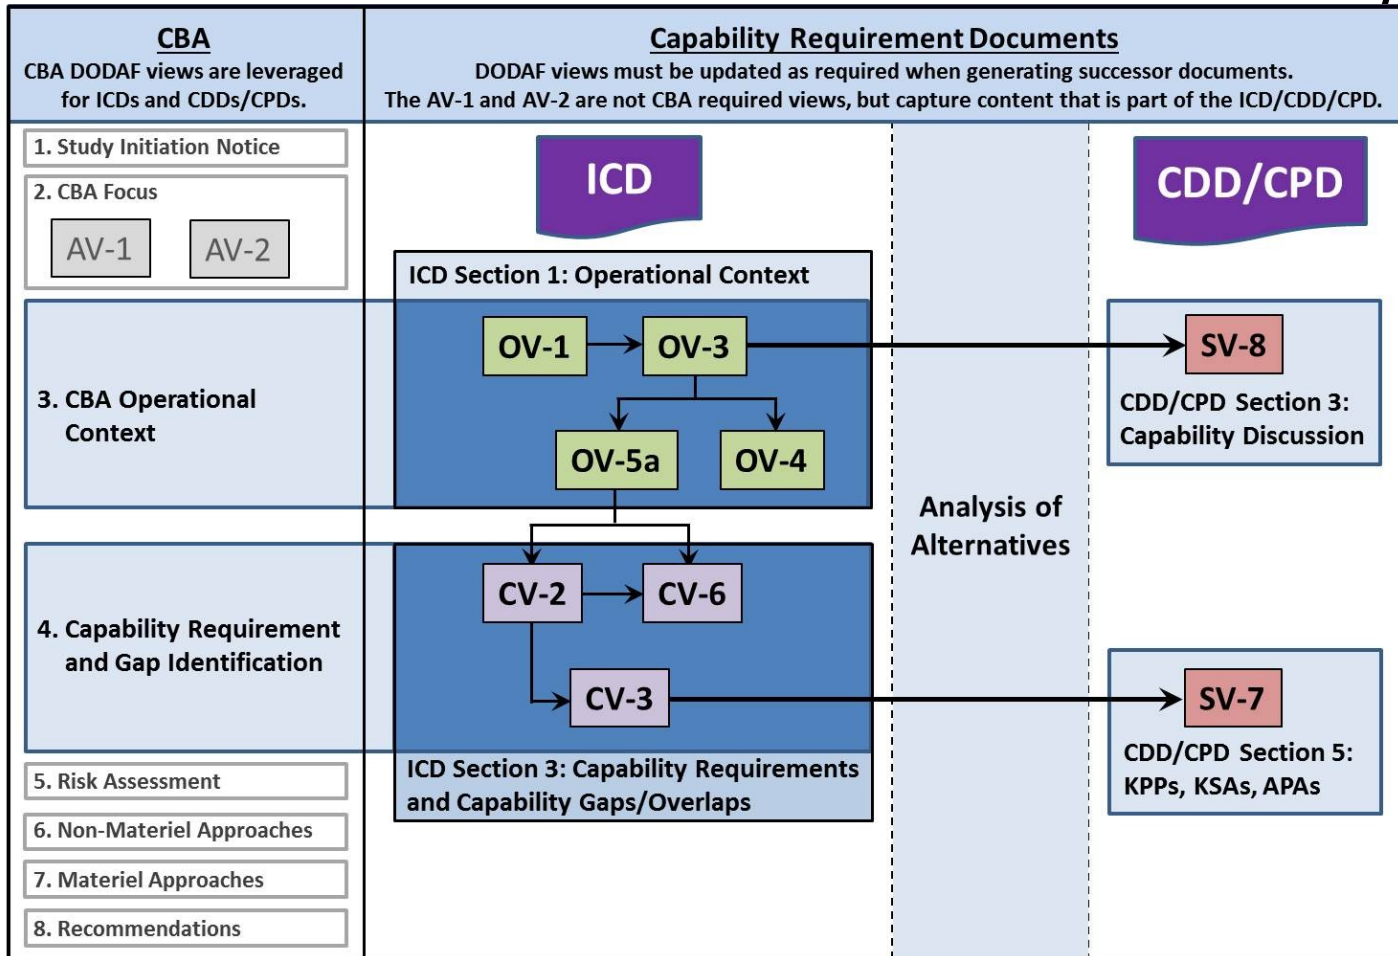 CBA
CBA DODAF views are leveraged
for ICDs and CDDs/CPDs.
Capability Requirement Documents
DODAF views must be updated as required when generating successor documents.
The AV-1 and AV-2 are not CBA required views, but capture content that is part of the ICD/CDD/CPD.
1. Study Initiation Notice
2. CBA Focus
AV-1
AV-2
3. CBA Operational
Context
4. Capability Requirement
and Gap Identification
5. Risk Assessment
6. Non-Materiel Approaches
7. Materiel Approaches
8. Recommendations
ICD
ICD Section 1: Operational Context
OV-1
OV-3
OV-5a
OV-4
CV-2
CV-6
CV-3
ICD Section 3: Capability Requirements
and Capability Gaps/Overlaps
Analysis of
Alternatives
CDD/CPD
SV-8
CDD/CPD Section 3:
Capability Discussion
SV-7
CDD/CPD Section 5:
KPPs, KSAs, APAs